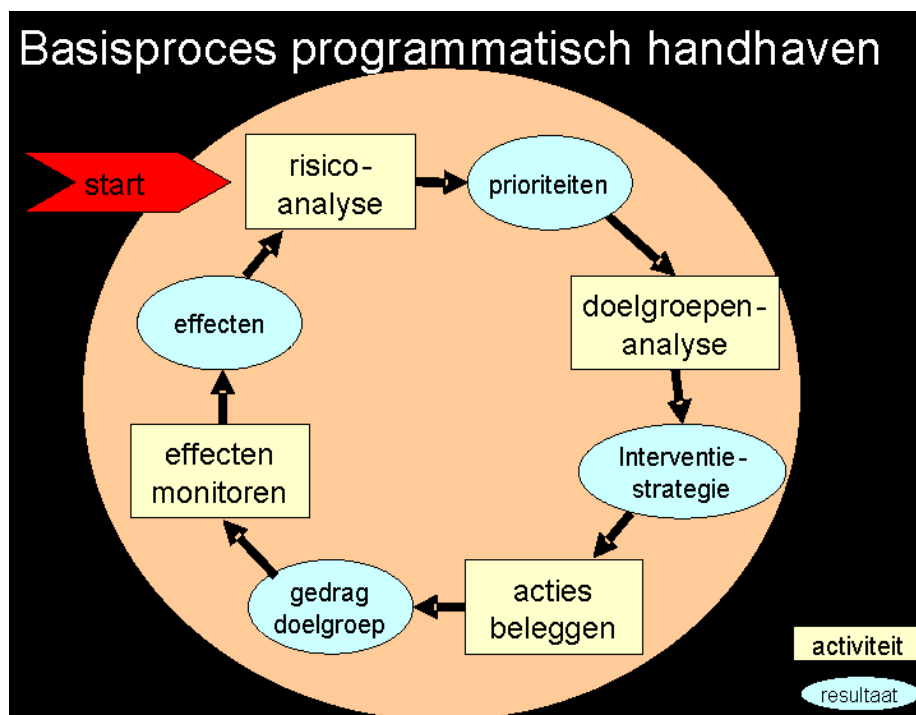 Basisproces programmatisch handhaven
start
risico-
analyse
prioriteiten
doelgroepen-
analyse
Interventie-
strategie
acties
beleggen
gedrag
doelgroep
effecten
monitoren
effecten
activiteit
resultaat